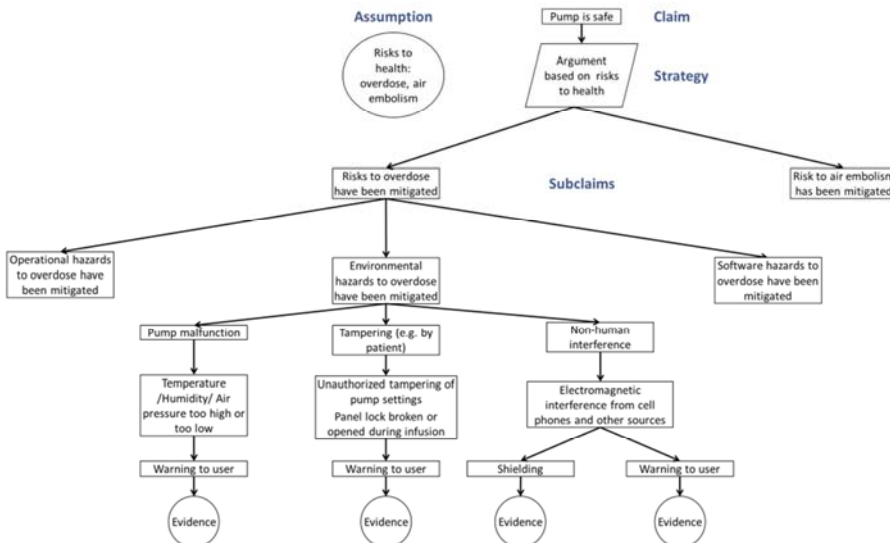 Assumption
Pump is safe
Claim
Risks to
health:
overdose, air
embolism
Argument
based on risks
to health
Strategy
Risks to overdose
have been mitigated
Subclaims
Risk to air embolism
has been mitigated
Operational hazards
to overdose have
been mitigated
Environmental
hazards to overdose
have been mitigated
Software hazards to
overdose have been
mitigated
Pump malfunction
Tampering (e.g. by
patient)
Non-human
interference
Temperature
/Humidity/ Air
pressure too high or
too low
Unauthorized tampering of
pump settings
Panel lock broken or
opened during infusion
Electromagnetic
interference from cell
phones and other sources
Warning to user
Warning to user
Shielding
Warning to user
Evidence
Evidence
Evidence
Evidence